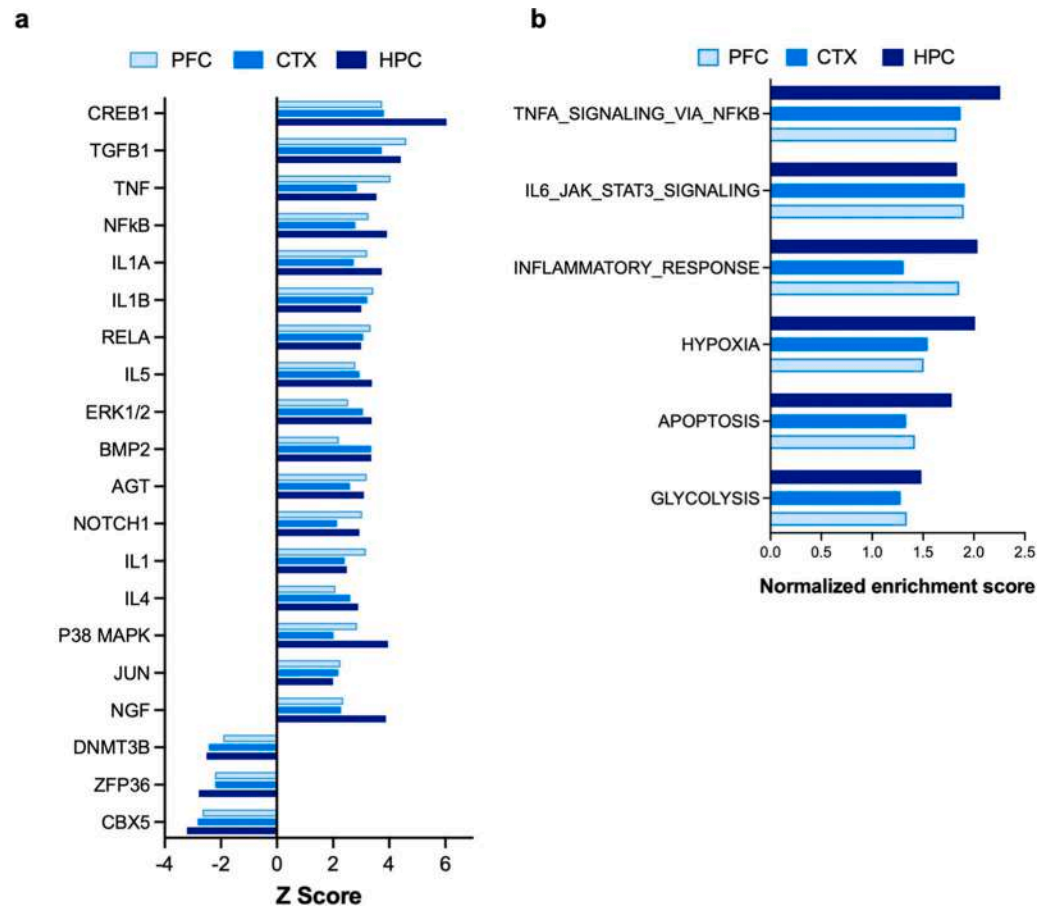 a
PFC CTX HPC
CREB1
TGFB1
TNF
NFkB
IL1A
IL1B
RELA
IL5
ERK1/2
BMP2
AGT
NOTCH1
IL1
IL4
P38 MAPK
JUN
NGF
DNMT3B
ZFP36
CBX5
-4 -2 0 2 4 6
Z Score
b
PFC CTX HPC
TNFA_SIGNALING_VIA_NFKB
IL6_JAK_STAT3_SIGNALING
INFLAMMATORY_RESPONSE
HYPOXIA
APOPTOSIS
GLYCOLYSIS
0.0 0.5 1.0 1.5 2.0 2.5
Normalized enrichment score